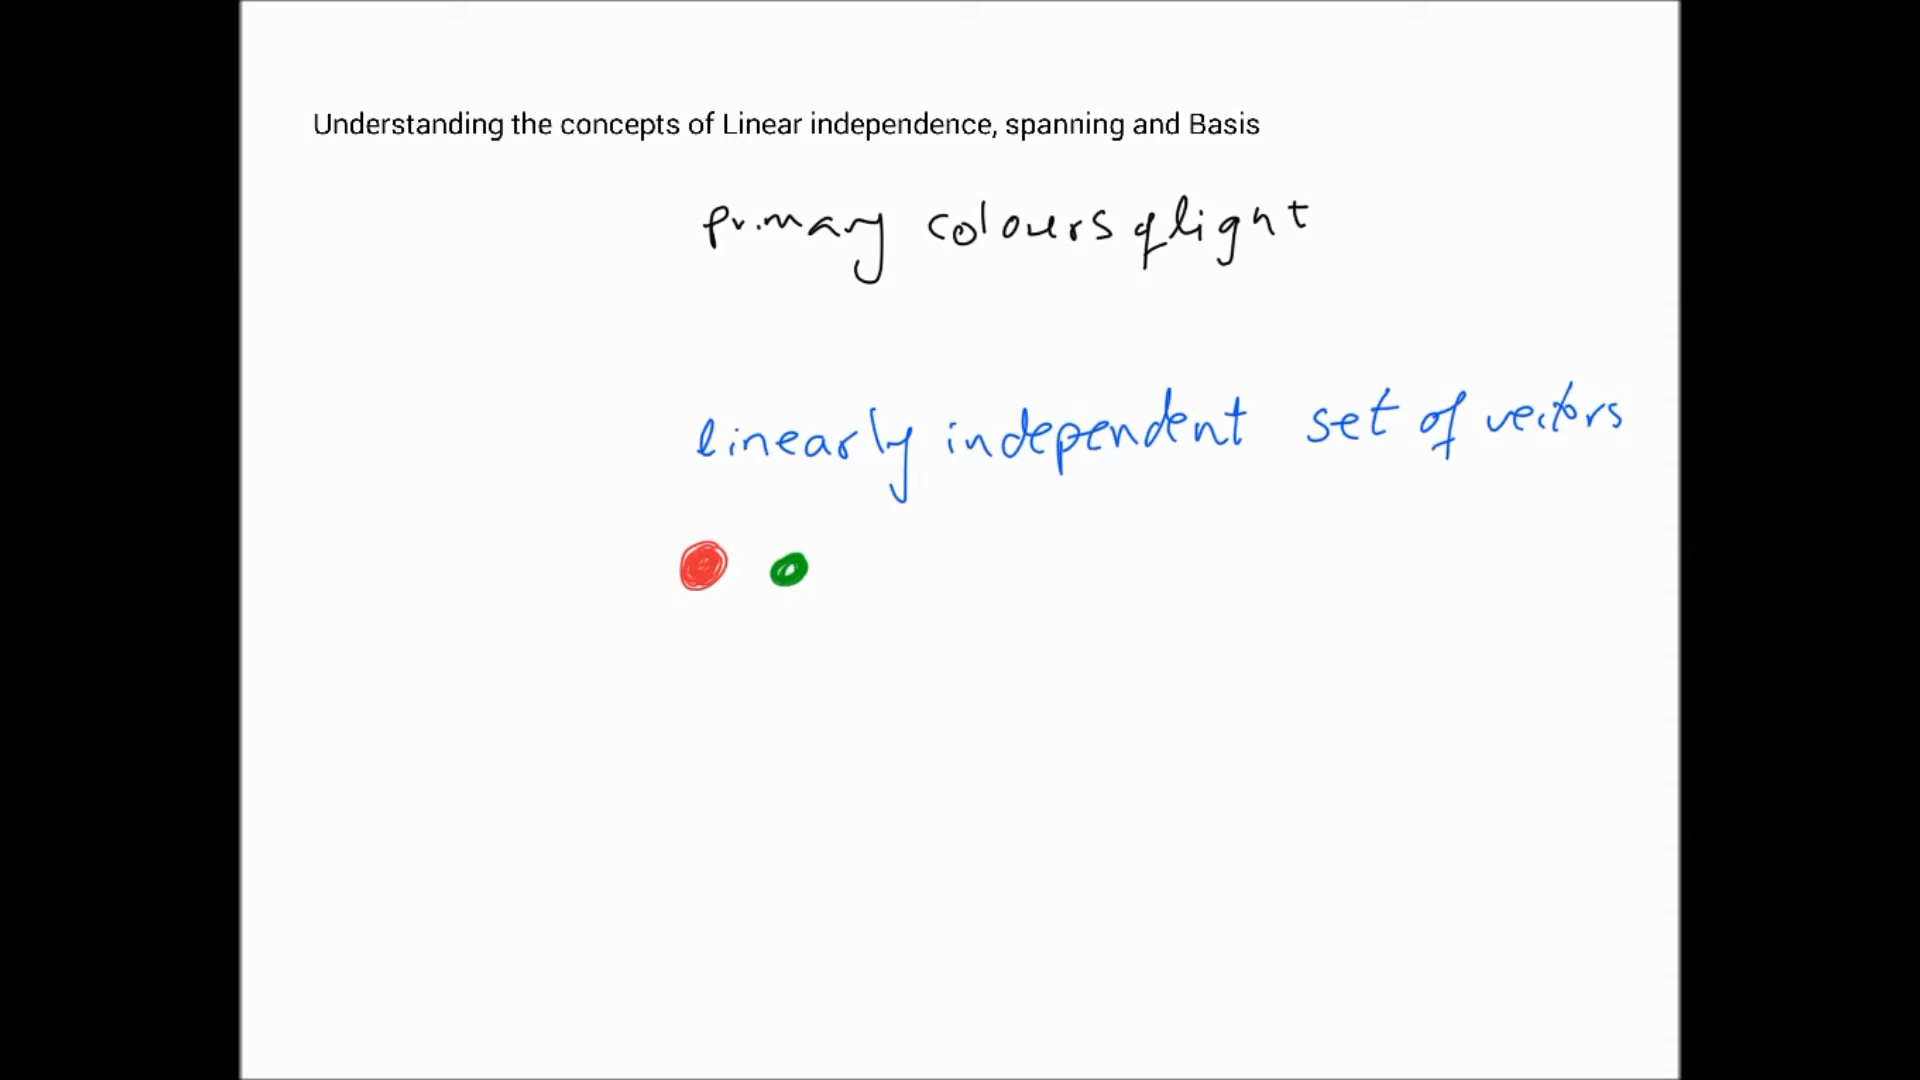 Understanding the concepts of Linear independence, spanning and Basis
primary colours of light
linearly independent set of vectors